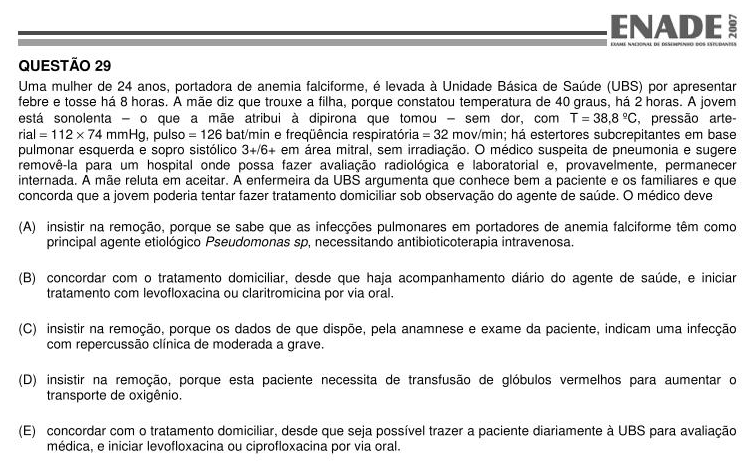 ENADE 2007
EXAME NACIONAL DE DESEMPENHO DOS ESTUDANTES
QUESTÃO 29
Uma mulher de 24 anos, portadora de anemia falciforme, é levada à Unidade Básica de Saúde (UBS) por apresentar
febre e tosse há 8 horas. A mãe diz que trouxe a filha, porque constatou temperatura de 40 graus, há 2 horas. A jovem
está sonolenta – o que a mãe atribui à dipirona que tomou – sem dor, com T = 38,8 ºC, pressão arte-
rial = 112 × 74 mmHg, pulso = 126 bat/min e freqüência respiratória = 32 mov/min; há estertores subcrepitantes em base
pulmonar esquerda e sopro sistólico 3+/6+ em área mitral, sem irradiação. O médico suspeita de pneumonia e sugere
removê-la para um hospital onde possa fazer avaliação radiológica e laboratorial e, provavelmente, permanecer
internada. A mãe reluta em aceitar. A enfermeira da UBS argumenta que conhece bem a paciente e os familiares e que
concorda que a jovem poderia tentar fazer tratamento domiciliar sob observação do agente de saúde. O médico deve
(A) insistir na remoção, porque se sabe que as infecções pulmonares em portadores de anemia falciforme têm como
principal agente etiológico Pseudomonas sp, necessitando antibioticoterapia intravenosa.
(B) concordar com o tratamento domiciliar, desde que haja acompanhamento diário do agente de saúde, e iniciar
tratamento com levofloxacina ou claritromicina por via oral.
(C) insistir na remoção, porque os dados de que dispõe, pela anamnese e exame da paciente, indicam uma infecção
com repercussão clínica de moderada a grave.
(D) insistir na remoção, porque esta paciente necessita de transfusão de glóbulos vermelhos para aumentar o
transporte de oxigênio.
(E) concordar com o tratamento domiciliar, desde que seja possível trazer a paciente diariamente à UBS para avaliação
médica, e iniciar levofloxacina ou ciprofloxacina por via oral.